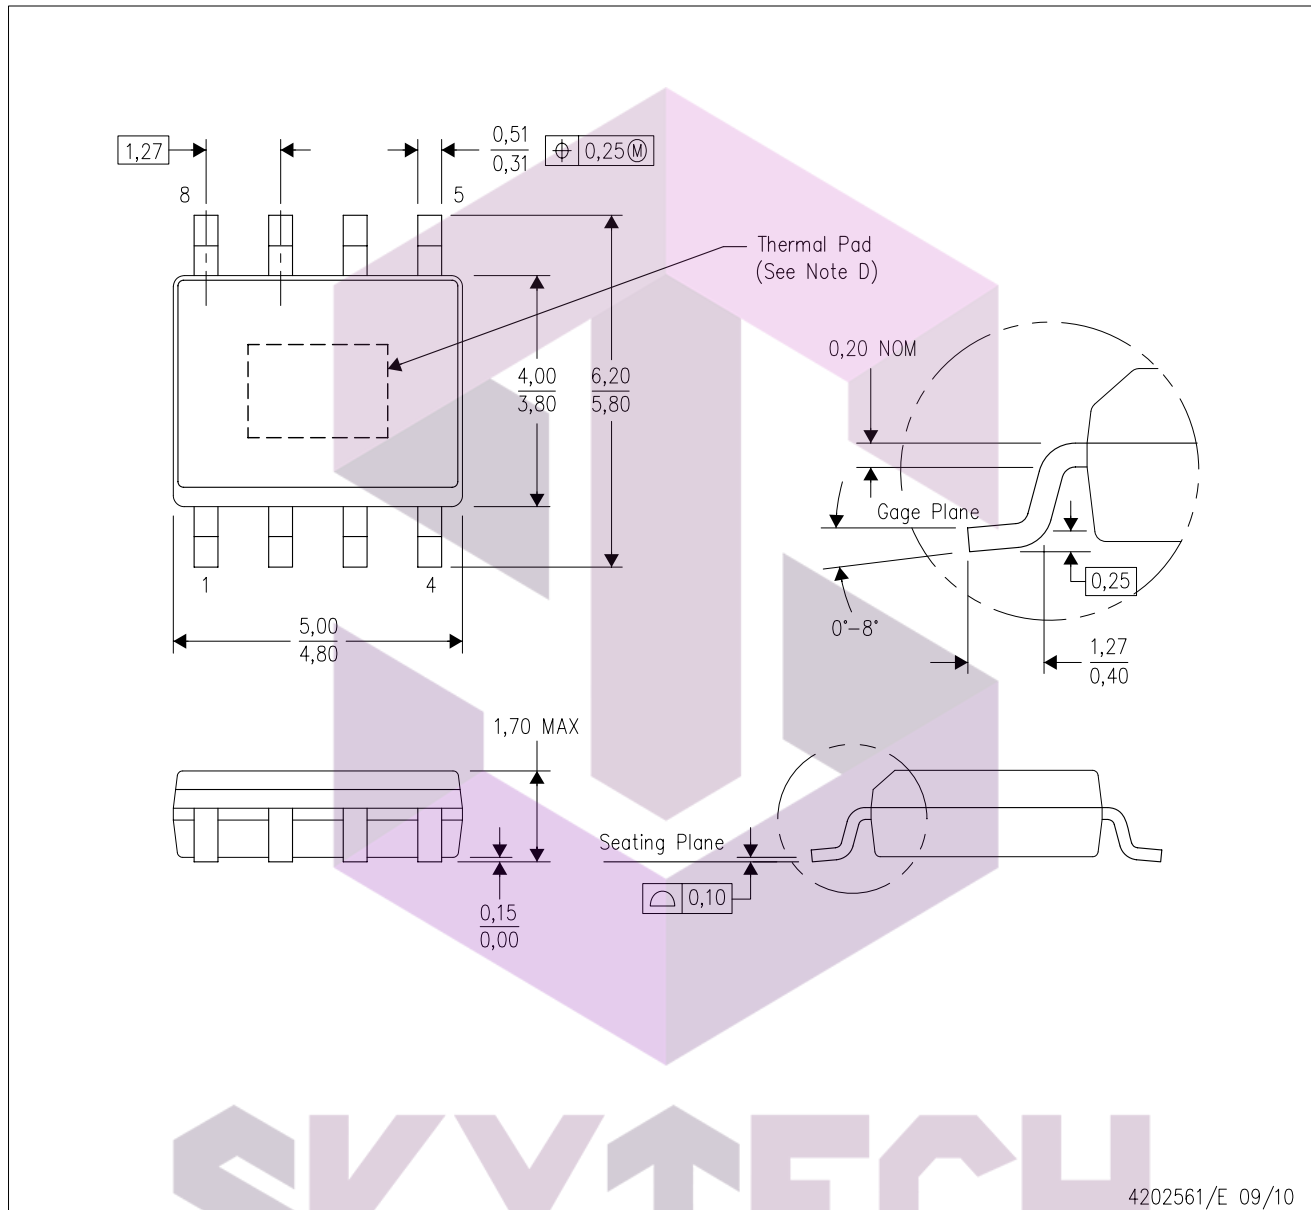 1,27
0,51
0,31
⌖ 0,25 Ⓜ
8
5
Thermal Pad
(See Note D)
0,20 NOM
4,00
3,80
6,20
5,80
Gage Plane
0,25
1
4
0°–8°
5,00
4,80
1,27
0,40
1,70 MAX
Seating Plane
0,10
0,15
0,00
SKYTECH
4202561/E 09/10